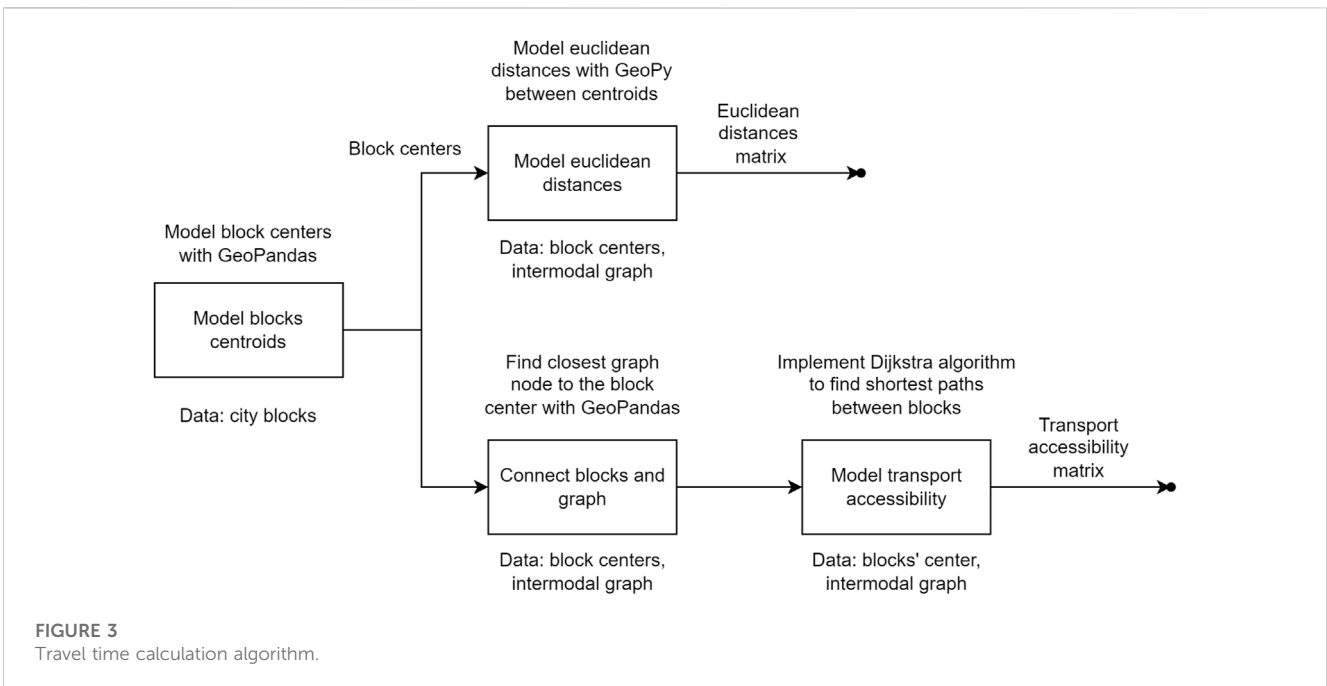 Model euclidean
distances with GeoPy
between centroids
Euclidean
distances
matrix
Block centers
Model euclidean
distances
Model block centers
with GeoPandas
Data: block centers,
intermodal graph
Model blocks
centroids
Find closest graph
node to the block
center with GeoPandas
Implement Dijkstra algorithm
to find shortest paths
between blocks
Data: city blocks
Transport
accessibility
matrix
Connect blocks and
graph
Model transport
accessibility
Data: block centers,
intermodal graph
Data: blocks' center,
intermodal graph
FIGURE 3
Travel time calculation algorithm.